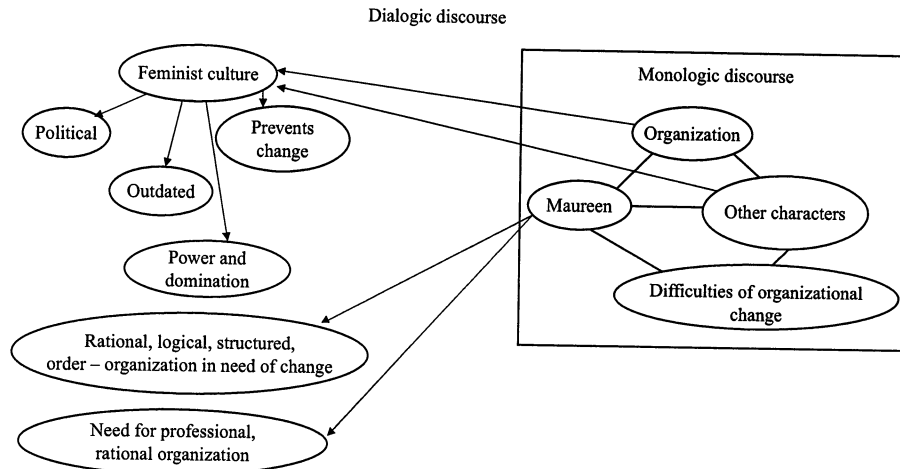 Dialogic discourse
Feminist culture
Political
Prevents
change
Outdated
Power and
domination
Rational, logical, structured,
order – organization in need of change
Need for professional,
rational organization
Monologic discourse
Organization
Maureen
Other characters
Difficulties of organizational
change